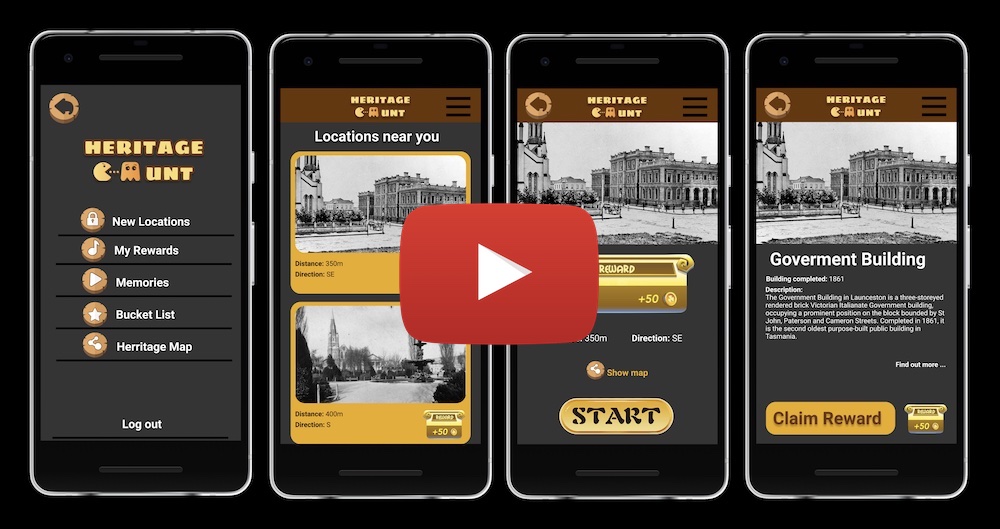 HERITAGE
UNT
New Locations
My Rewards
Memories
Bucket List
Herritage Map
Log out
HERITAGE
UNT
Locations near you
Distance: 350m
Direction: SE
Distance: 400m
Direction: S
REWARD
+50
HERITAGE
UNT
REWARD
+50
350m
Direction: SE
Show map
START
HERITAGE
UNT
Goverment Building
Building completed: 1861
Description:
The Government Building in Launceston is a three-storeyed
rendered brick Victorian Italianate Government building,
occupying a prominent position on the block bounded by St
John, Paterson and Cameron Streets. Completed in 1861, it
is the second oldest purpose-built public building in
Tasmania.
Find out more ...
Claim Reward
REWARD
+50